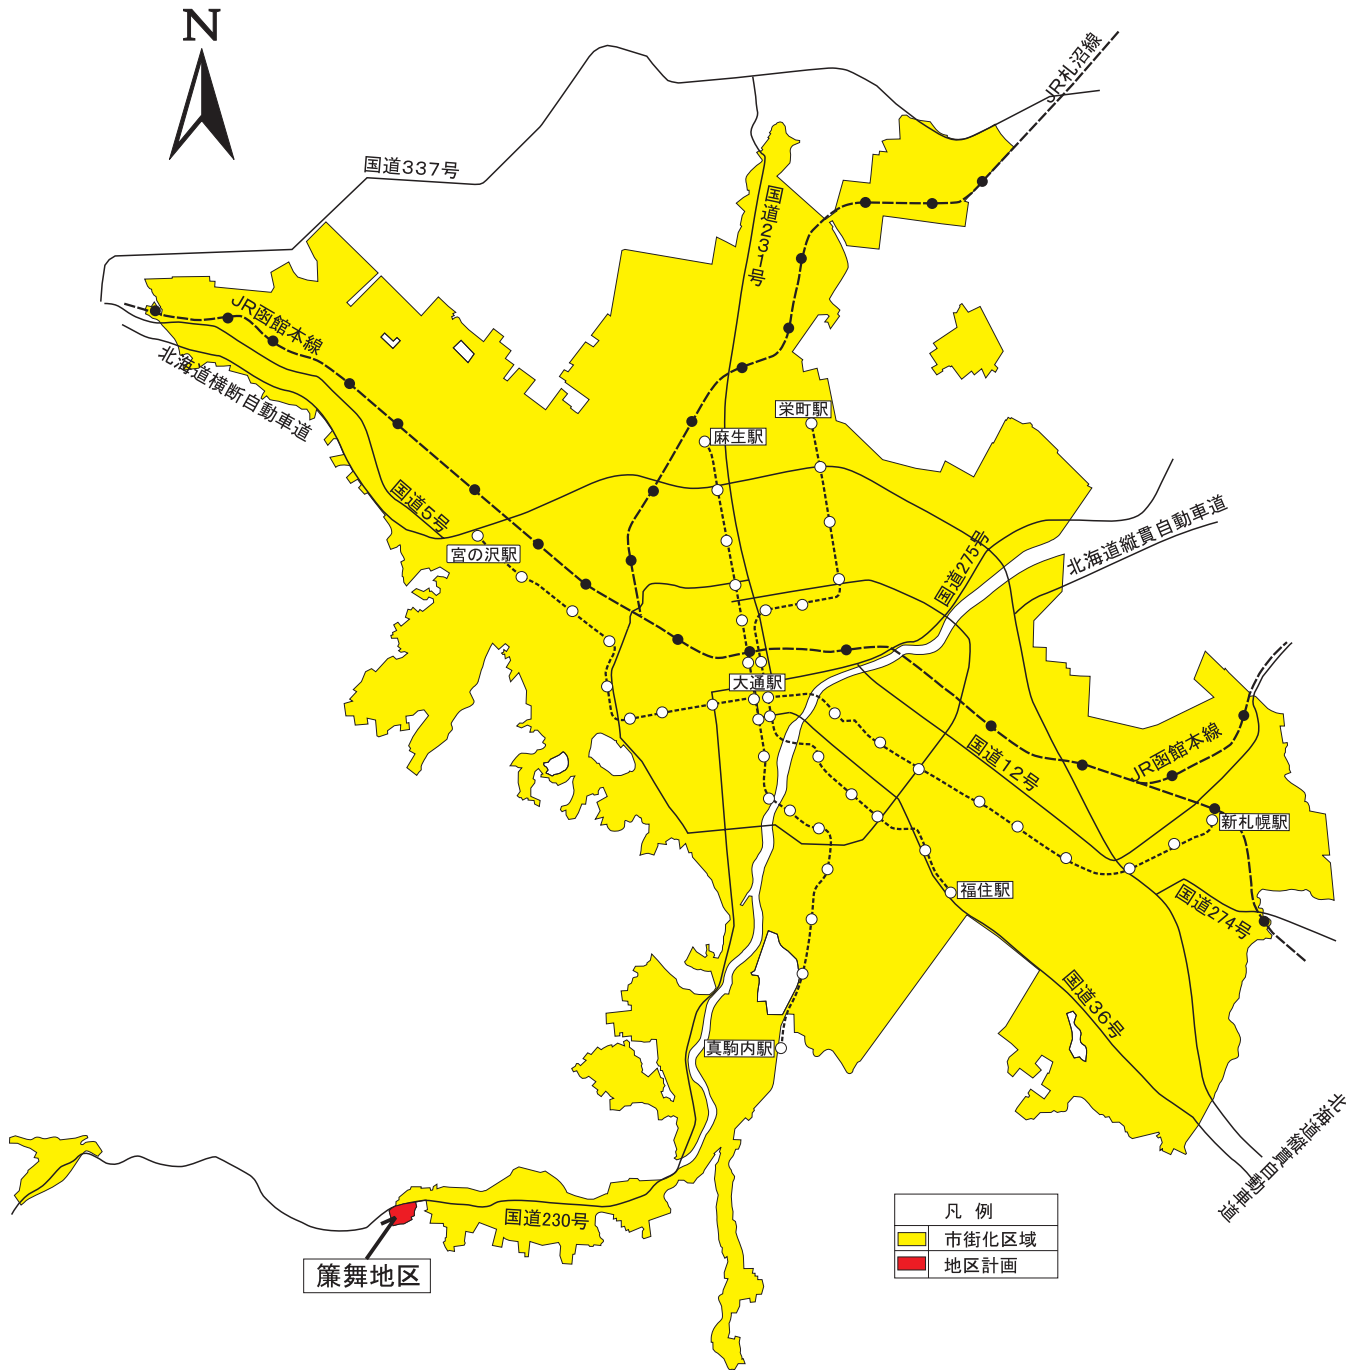 N
JR札沼線
国道337号
国道231号
JR函館本線
北海道横断自動車道
栄町駅
麻生駅
国道5号
宮の沢駅
国道275号
北海道縦貫自動車道
大通駅
国道12号
JR函館本線
新札幌駅
福住駅
国道274号
国道36号
真駒内駅
北海道縦貫自動車道
国道230号
簾舞地区
凡 例
市街化区域
地区計画